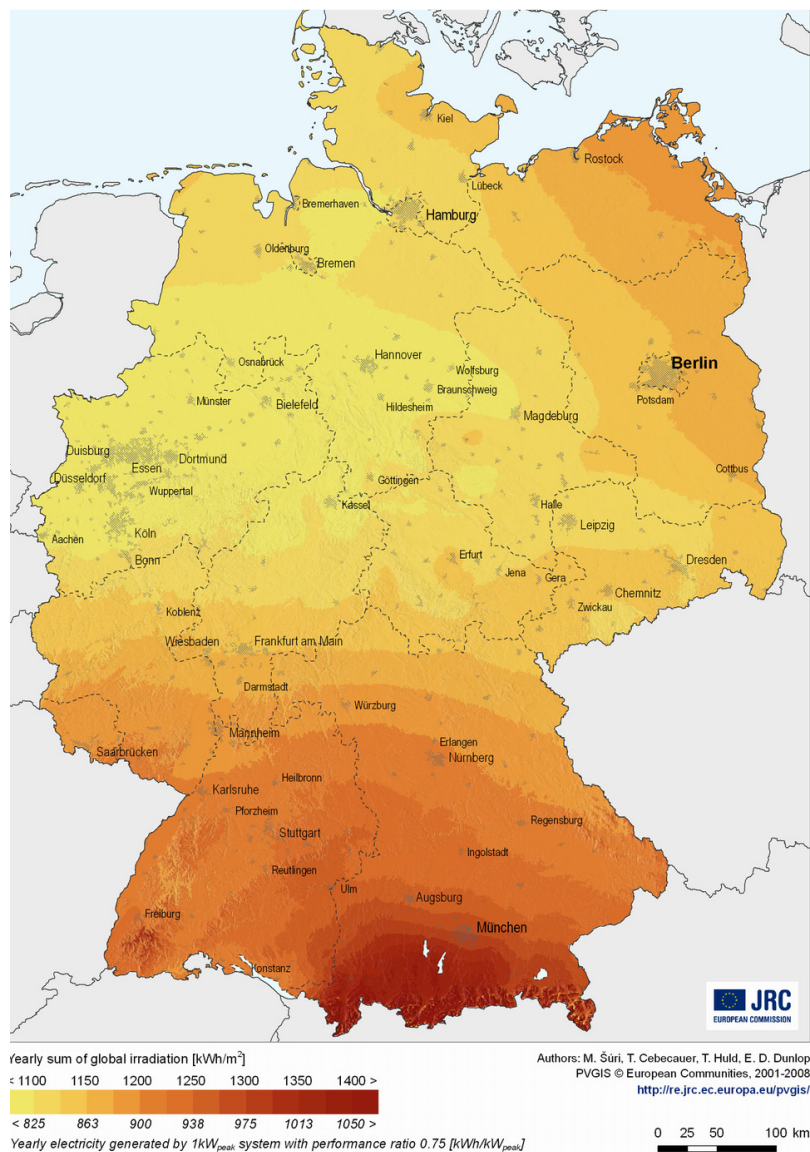 Kiel
Rostock
Lübeck
Bremerhaven
Hamburg
Oldenburg
Bremen
Berlin
Hannover
Osnabrück
Wolfsburg
Braunschweig
Potsdam
Münster
Bielefeld
Hildesheim
Magdeburg
Duisburg
Dortmund
Essen
Cottbus
Düsseldorf
Göttingen
Wuppertal
Kassel
Halle
Leipzig
Köln
Aachen
Bonn
Erfurt
Dresden
Jena
Gera
Chemnitz
Koblenz
Zwickau
Wiesbaden
Frankfurt am Main
Darmstadt
Würzburg
Mannheim
Erlangen
Saarbrücken
Nürnberg
Heilbronn
Karlsruhe
Pforzheim
Regensburg
Stuttgart
Ingolstadt
Reutlingen
Ulm
Augsburg
Freiburg
München
Konstanz
JRC
EUROPEAN COMMISSION
Yearly sum of global irradiation [kWh/m²]
< 1100 1150 1200 1250 1300 1350 1400 >
< 825 863 900 938 975 1013 1050 >
Yearly electricity generated by 1kWpeak system with performance ratio 0.75 [kWh/kWpeak]
Authors: M. Šúri, T. Cebecauer, T. Huld, E. D. Dunlop
PVGIS © European Communities, 2001-2008
http://re.jrc.ec.europa.eu/pvgis/
0 25 50 100 km